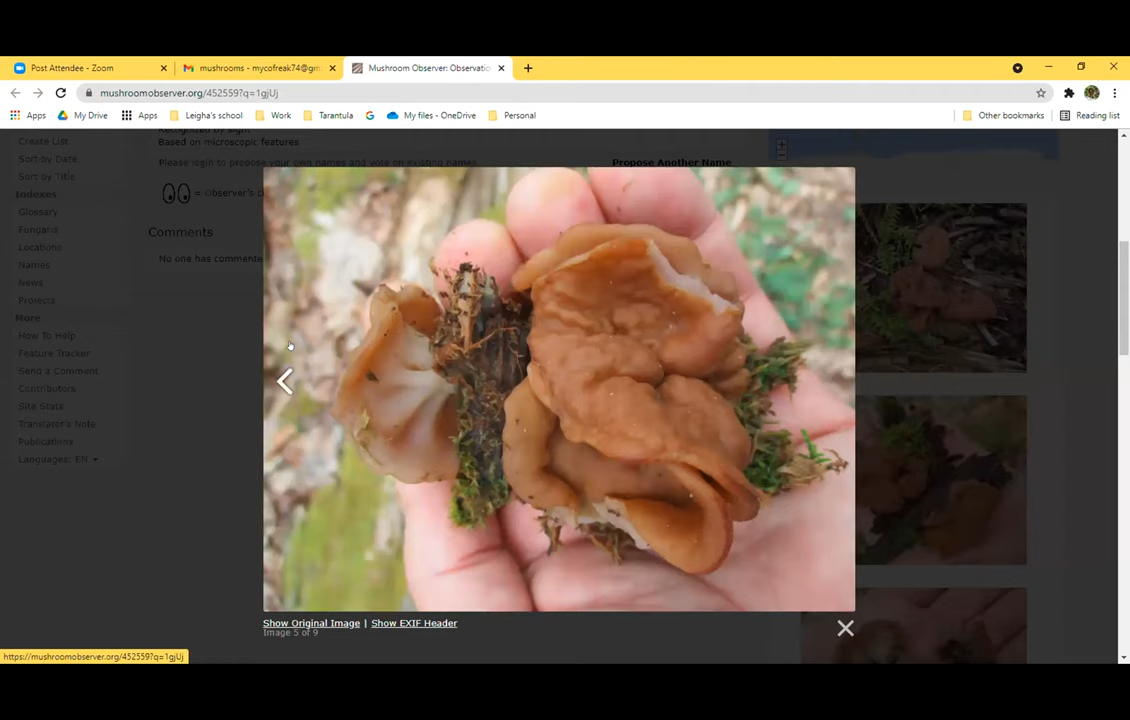 Post Attendee - Zoom
mushrooms - mycofreak74@gm
Mushroom Observer: Observatio
mushroomobserver.org/452559?q=1gjUj
Apps
My Drive
Apps
Leigha's school
Work
Tarantula
My files - OneDrive
Personal
Other bookmarks
Reading list
Create List
Sort by Date
Sort by Title
Indexes
Glossary
Fungaria
Locations
Names
News
Projects
More
How To Help
Feature Tracker
Send a Comment
Contributors
Site Stats
Translator's Note
Publications
Languages: EN
Recognized by sight
Based on microscopic features
Please login to propose your own names and vote on existing names.
Propose Another Name
= Observer's
Comments
No one has commente
Show Original Image | Show EXIF Header
Image 5 of 9
https://mushroomobserver.org/452559?q=1gjUj